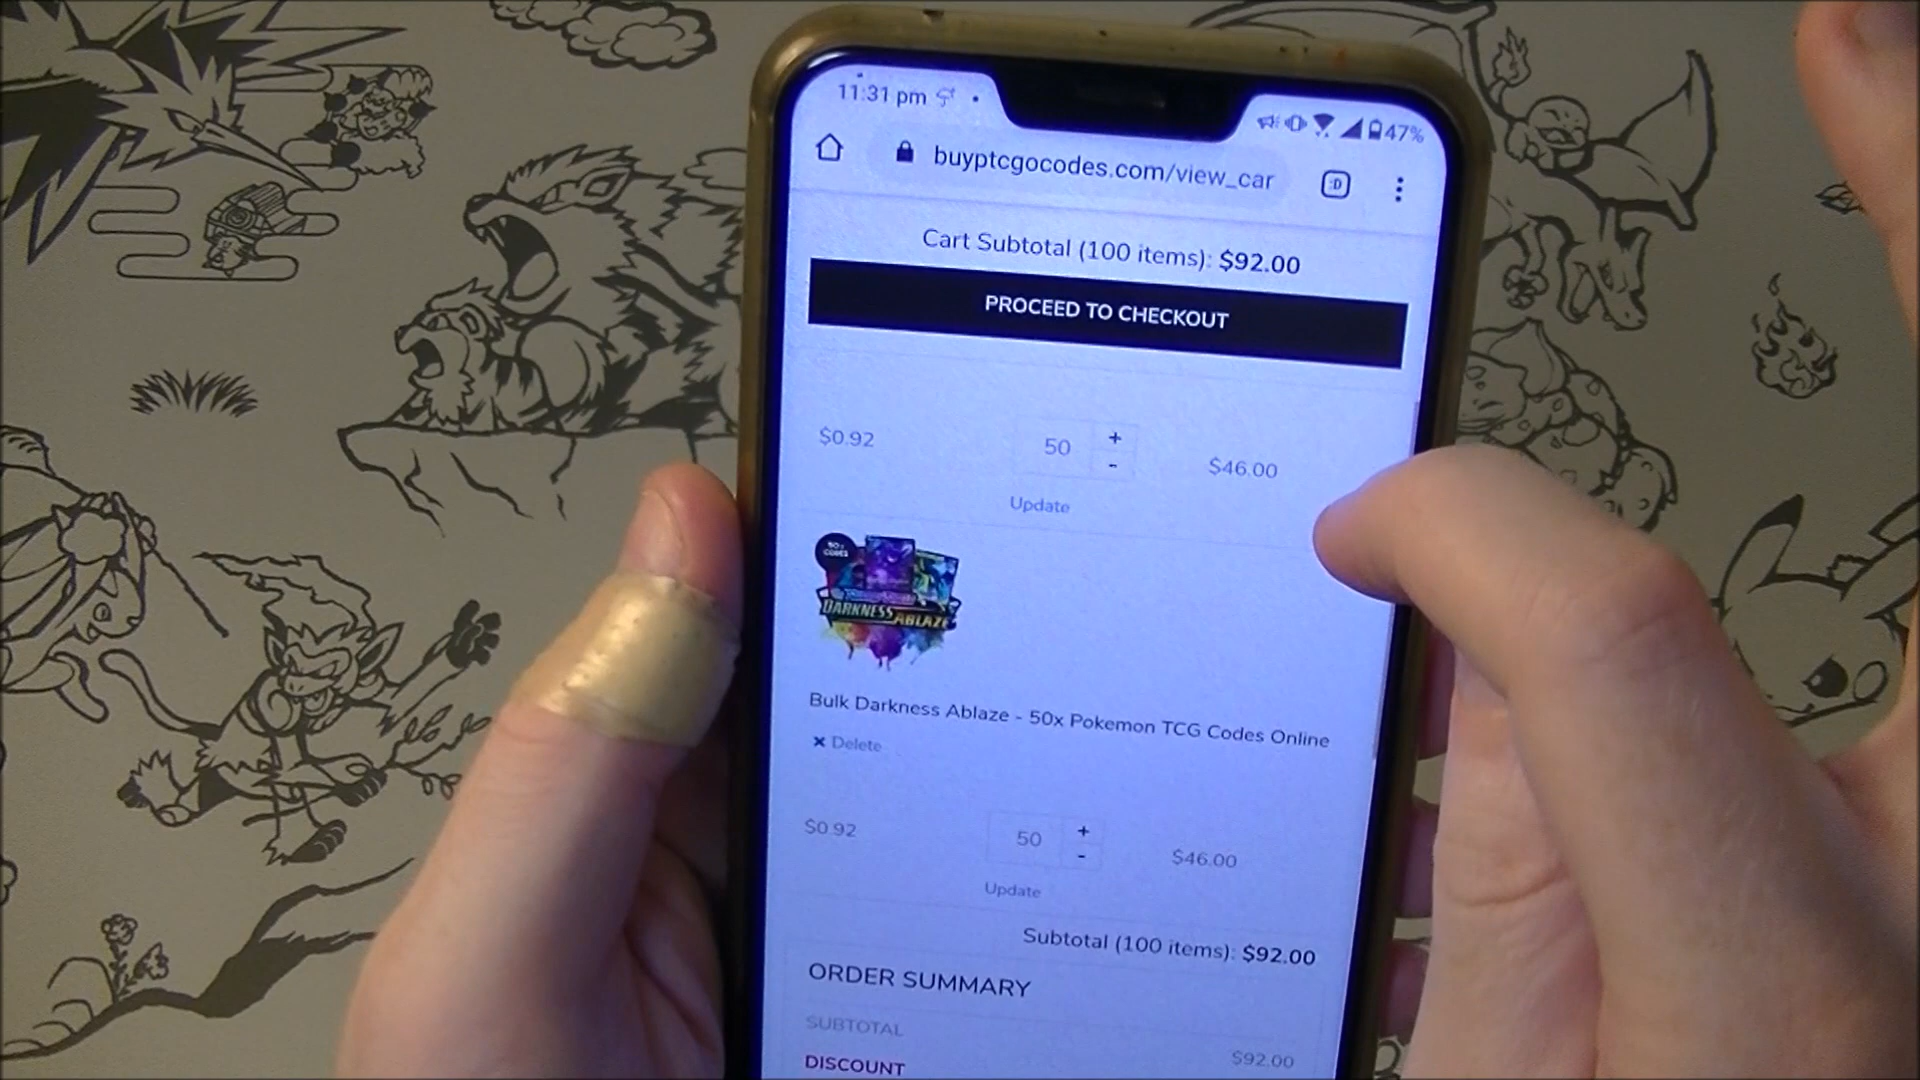 11:31 pm
47%
buyptcgocodes.com/view_car
:D
Cart Subtotal (100 items): $92.00
PROCEED TO CHECKOUT
$0.92
50
+
-
$46.00
Update
50x
CODES
DARKNESS ABLAZE
Bulk Darkness Ablaze - 50x Pokemon TCG Codes Online
× Delete
$0.92
50
+
-
$46.00
Update
Subtotal (100 items): $92.00
ORDER SUMMARY
SUBTOTAL
$92.00
DISCOUNT